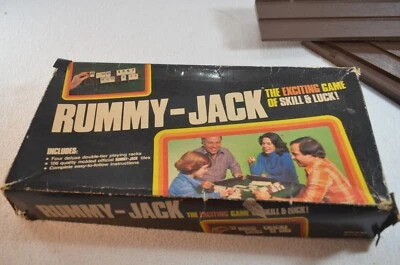 RUMMY-JACK
THE EXCITING GAME
OF SKILL & LUCK!
INCLUDES:
• Four deluxe double-tier playing racks
• 106 quality molded official RUMMY-JACK tiles
• Complete easy-to-follow instructions
RUMMY-JACK THE EXCITING GAME OF SKILL & LUCK!